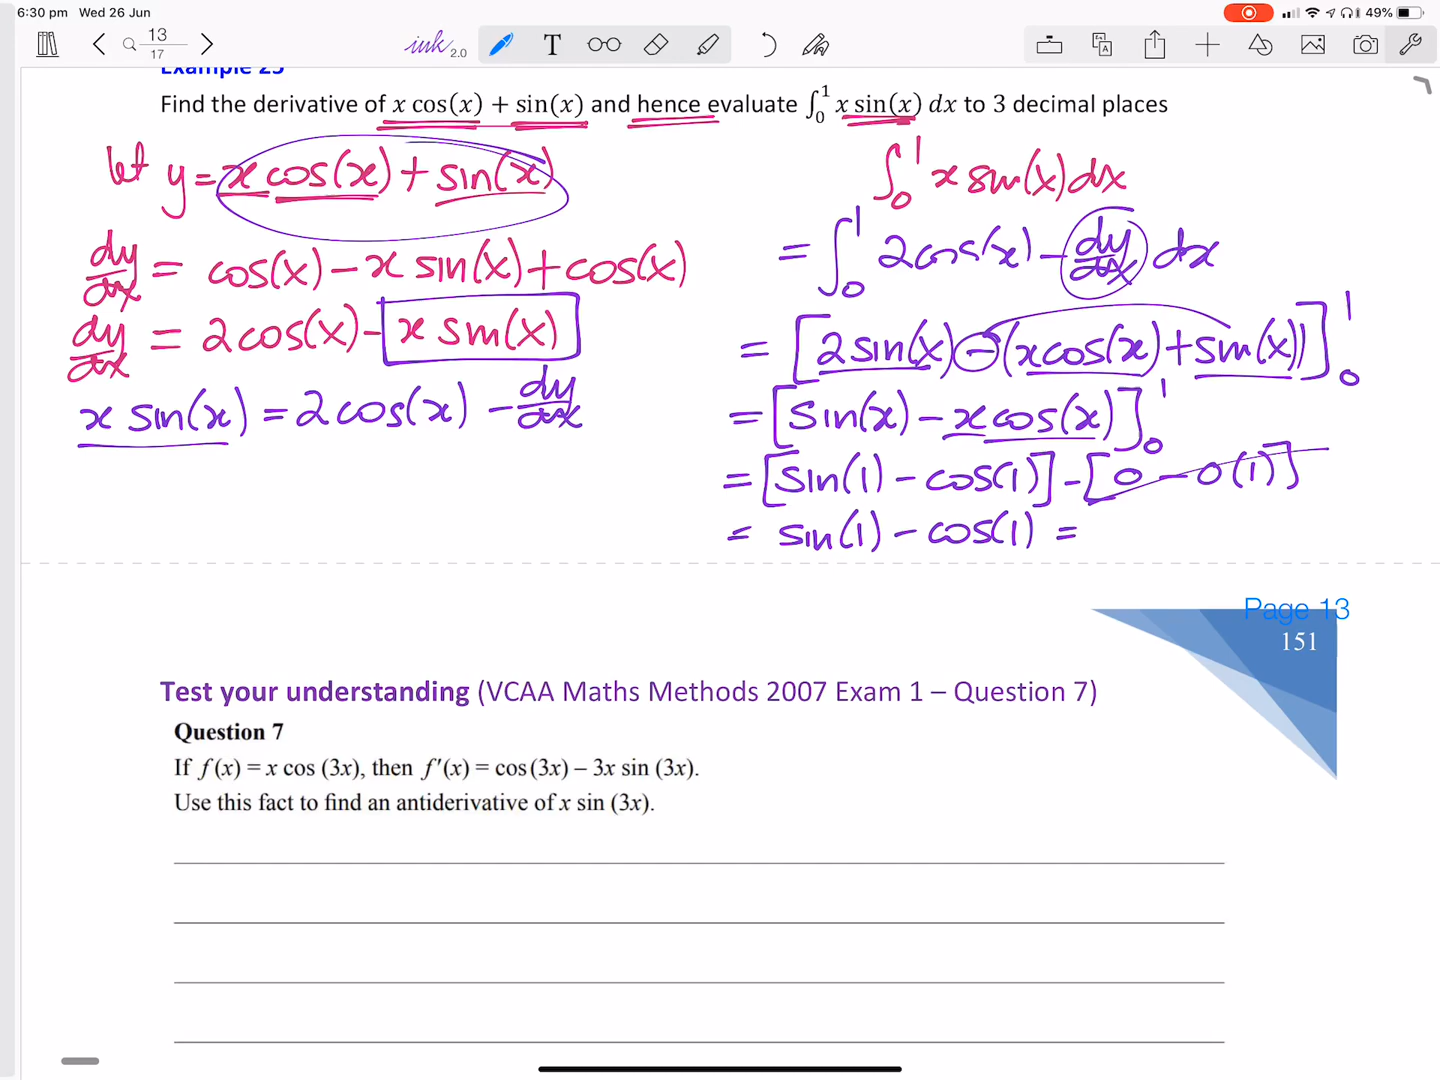 6:30 pm Wed 26 Jun 49%
13
17
ink 2.0
T
Example 25
Find the derivative of x cos(x) + sin(x) and hence evaluate ∫₀¹ x sin(x) dx to 3 decimal places
let y = x cos(x) + sin(x)
dy/dx = cos(x) − x sin(x) + cos(x)
dy/dx = 2cos(x) − x sin(x)
x sin(x) = 2cos(x) − dy/dx
∫₀¹ x sin(x) dx
= ∫₀¹ 2cos(x) − dy/dx dx
= [2sin(x) − (x cos(x) + sin(x))]₀¹
= [sin(x) − x cos(x)]₀¹
= [sin(1) − cos(1)] − [0 − 0(1)]
= sin(1) − cos(1) =
Page 13
151
Test your understanding (VCAA Maths Methods 2007 Exam 1 – Question 7)
Question 7
If f(x) = x cos (3x), then f′(x) = cos (3x) – 3x sin (3x).
Use this fact to find an antiderivative of x sin (3x).